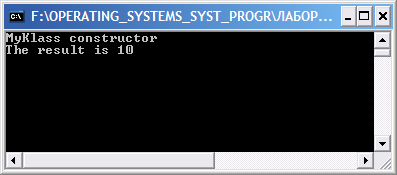 F:\OPERATING_SYSTEMS_SYST_PROGR\ЛАБОР...
MyKlass constructor
The result is 10